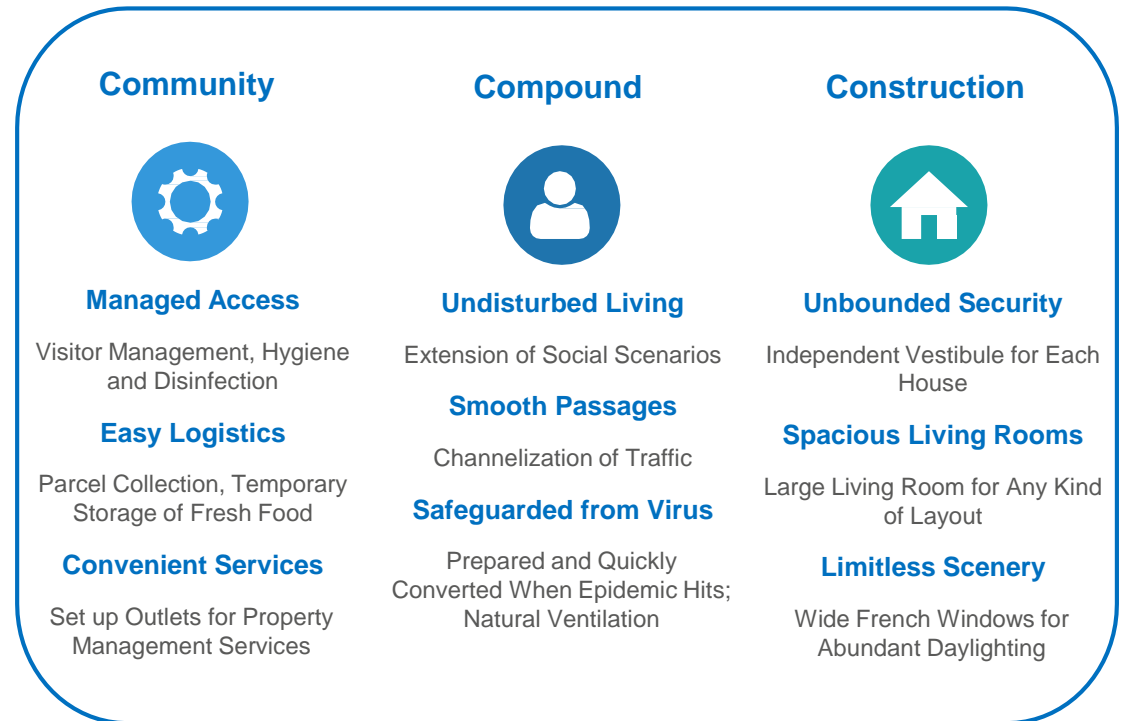 Community
Managed Access
Visitor Management, Hygiene
and Disinfection
Easy Logistics
Parcel Collection, Temporary
Storage of Fresh Food
Convenient Services
Set up Outlets for Property
Management Services
Compound
Undisturbed Living
Extension of Social Scenarios
Smooth Passages
Channelization of Traffic
Safeguarded from Virus
Prepared and Quickly
Converted When Epidemic Hits;
Natural Ventilation
Construction
Unbounded Security
Independent Vestibule for Each
House
Spacious Living Rooms
Large Living Room for Any Kind
of Layout
Limitless Scenery
Wide French Windows for
Abundant Daylighting